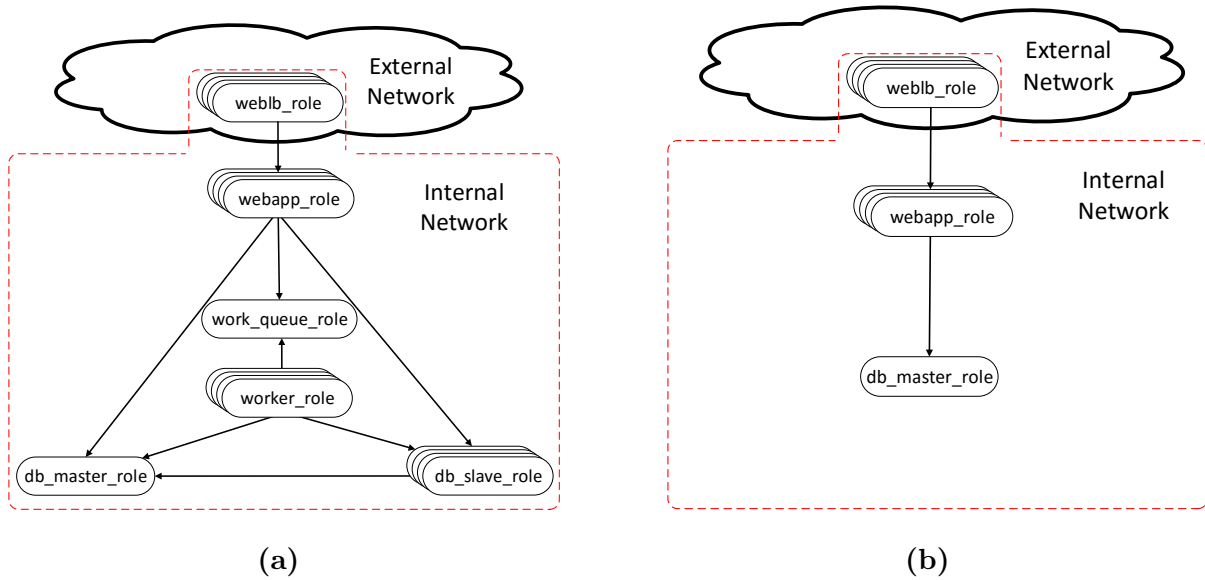 External
Network
weblb_role
webapp_role
Internal
Network
work_queue_role
worker_role
db_master_role
db_slave_role
(a)
External
Network
weblb_role
Internal
Network
webapp_role
db_master_role
(b)